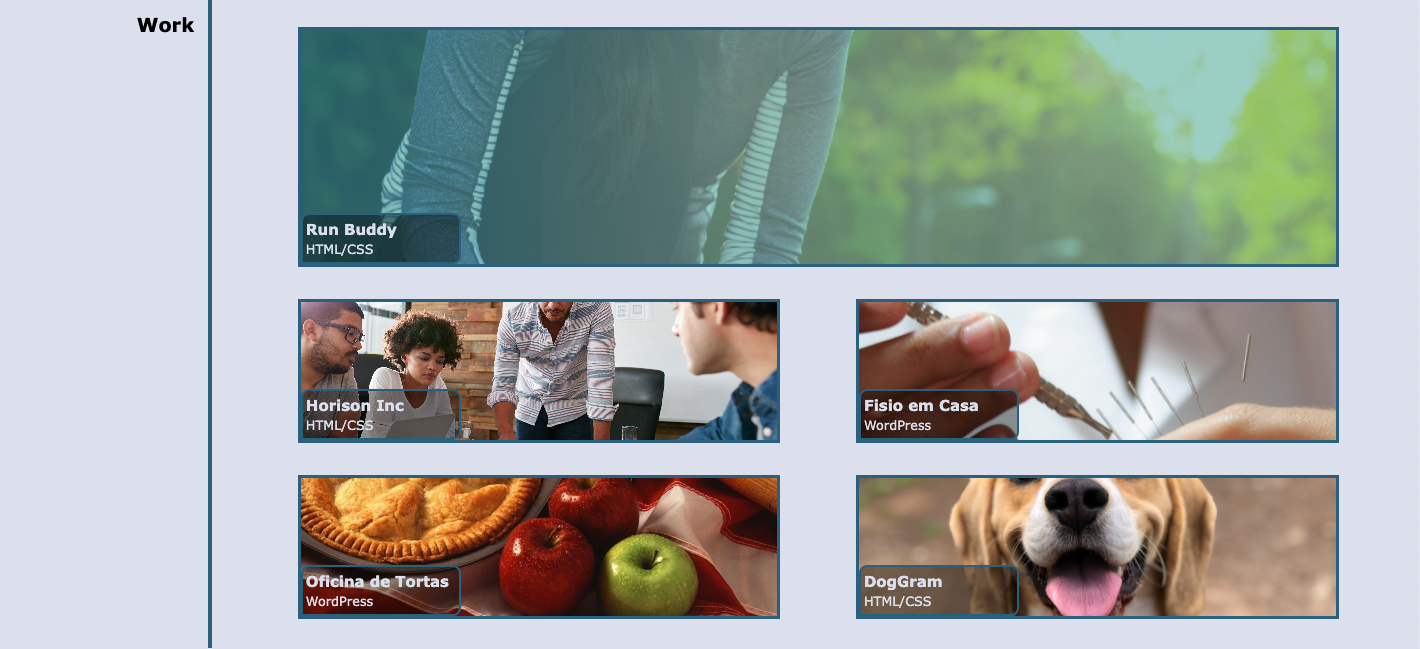 Work
Run Buddy
HTML/CSS
Horison Inc
HTML/CSS
Fisio em Casa
WordPress
Oficina de Tortas
WordPress
DogGram
HTML/CSS